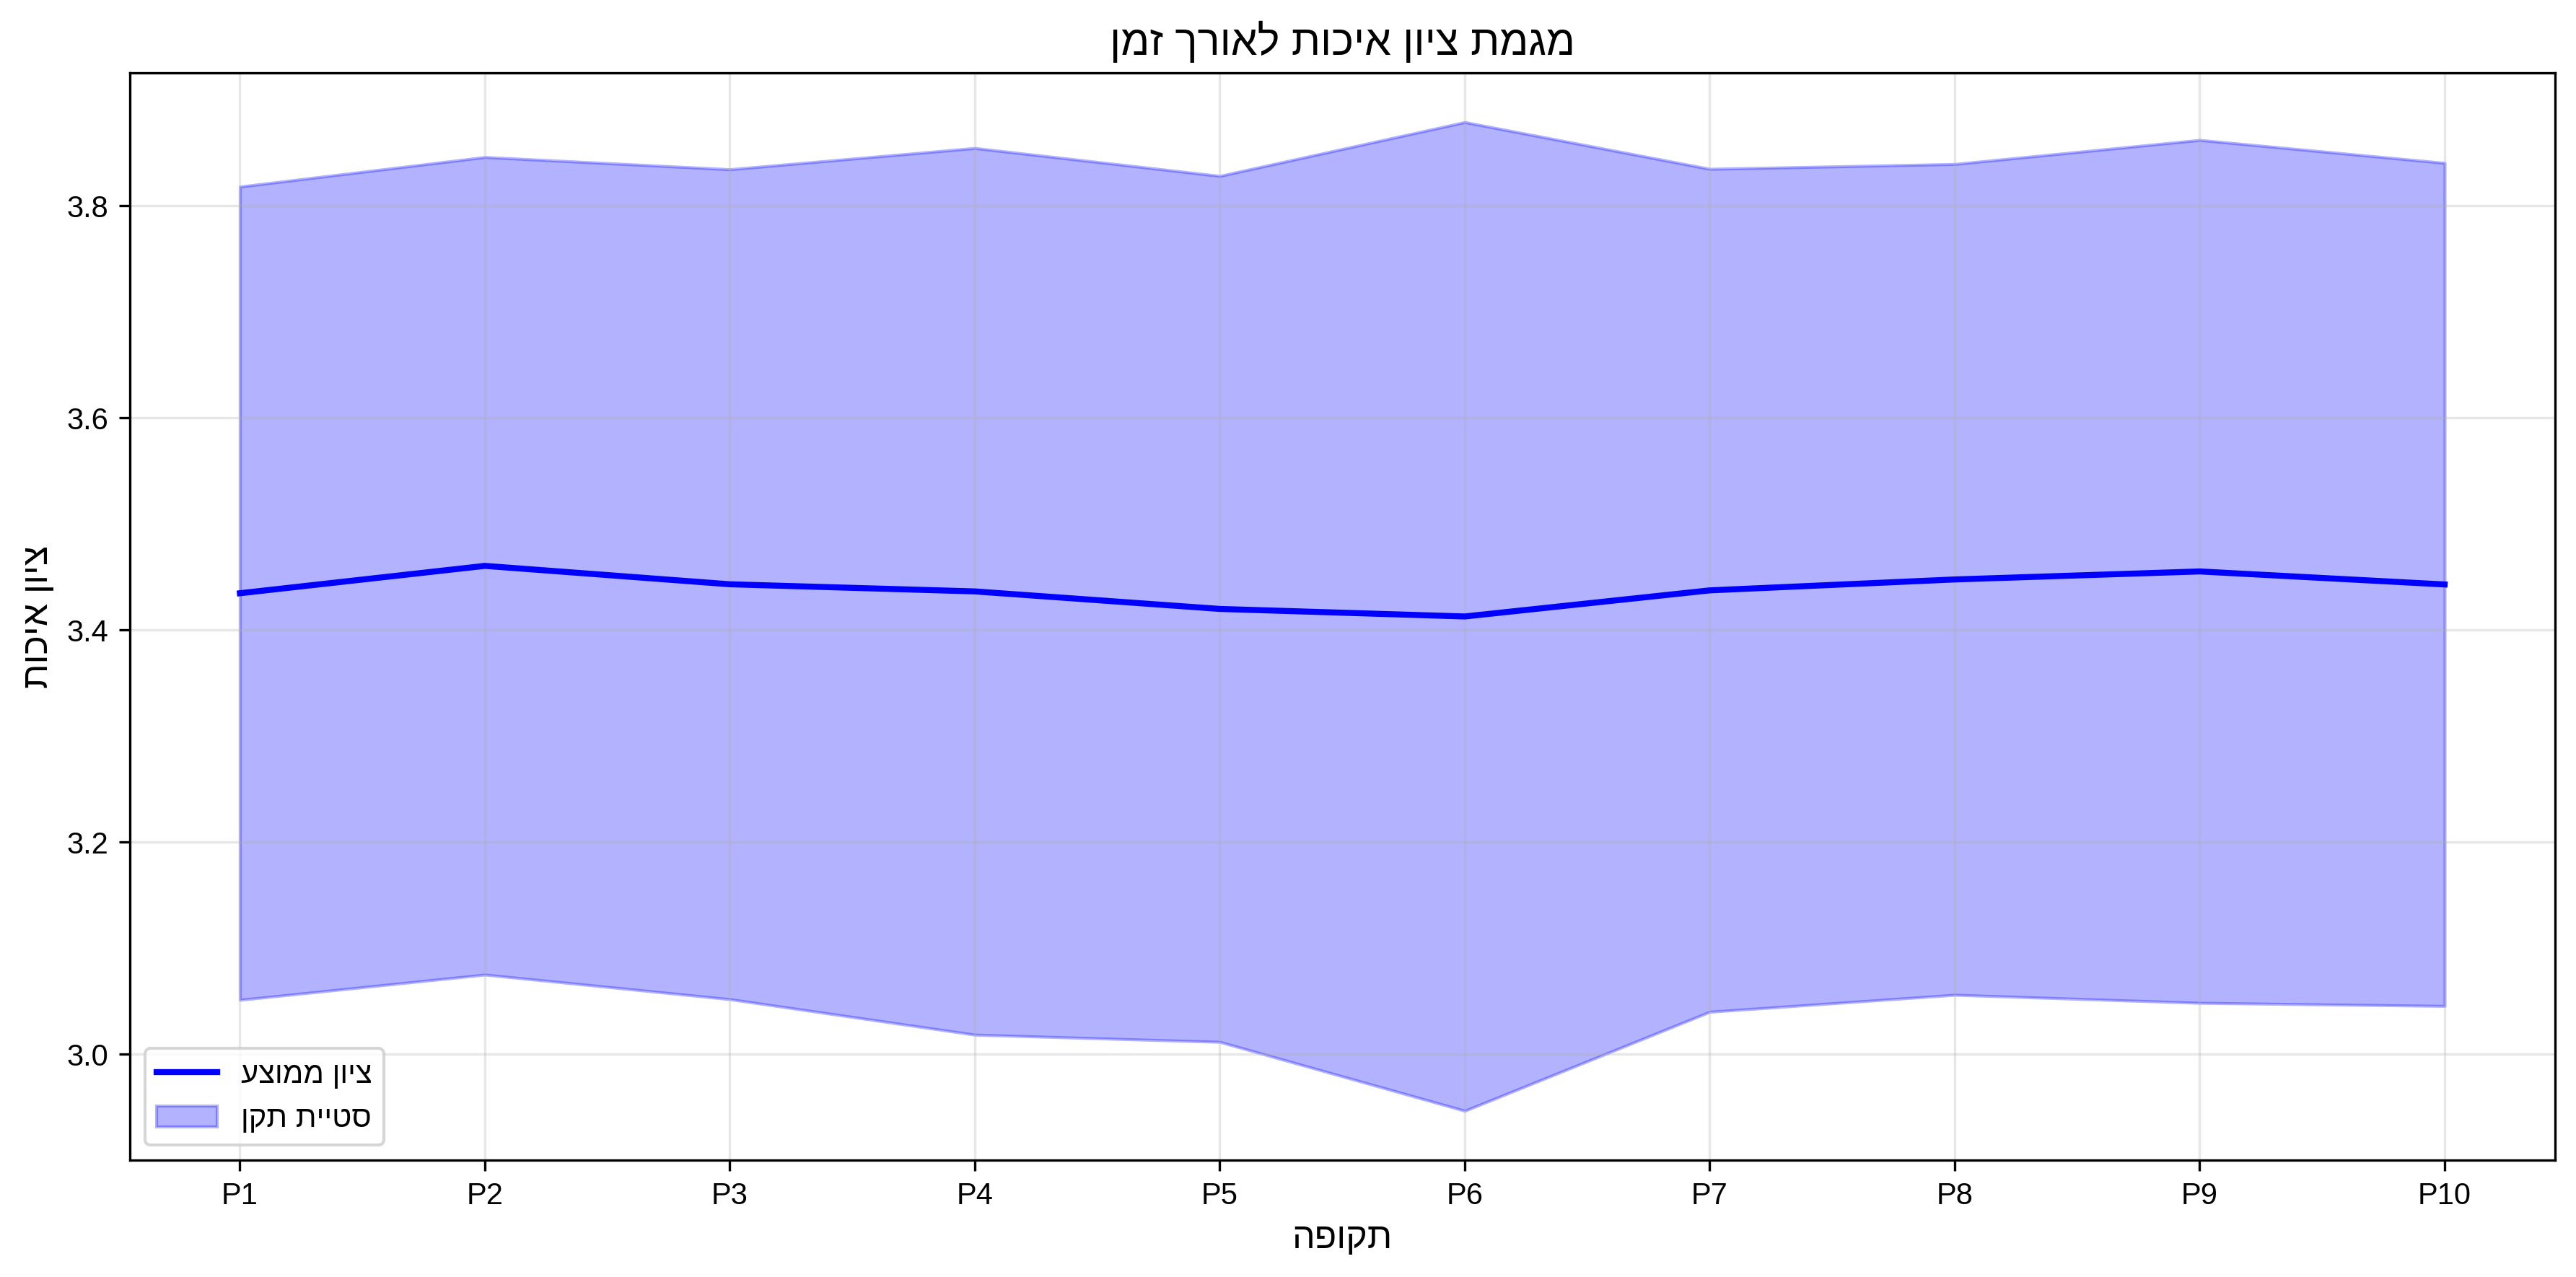 מגמת ציון איכות לאורך זמן
ציון איכות
3.8
3.6
3.4
3.2
3.0
ציון ממוצע
סטיית תקן
P1 P2 P3 P4 P5 P6 P7 P8 P9 P10
תקופה